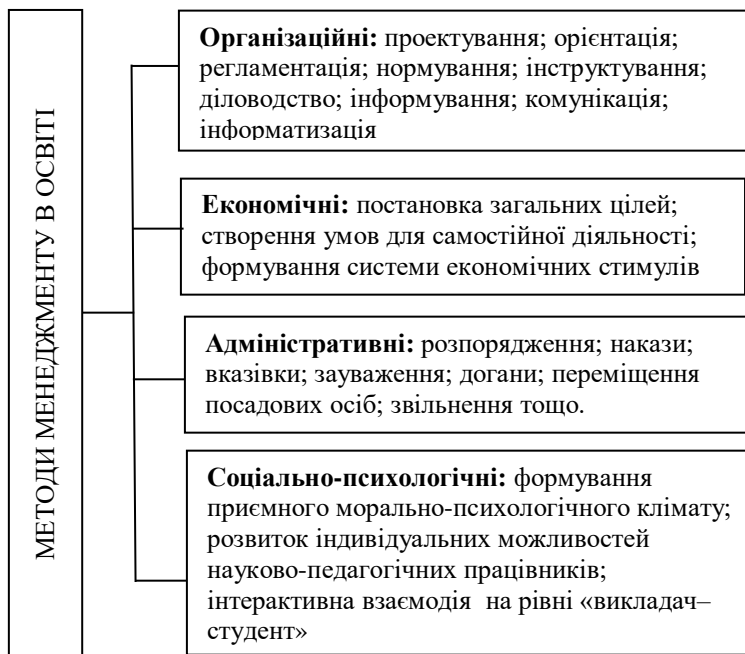 МЕТОДИ МЕНЕДЖМЕНТУ В ОСВІТІ
Організаційні: проектування; орієнтація;
регламентація; нормування; інструктування;
діловодство; інформування; комунікація;
інформатизація
Економічні: постановка загальних цілей;
створення умов для самостійної діяльності;
формування системи економічних стимулів
Адміністративні: розпорядження; накази;
вказівки; зауваження; догани; переміщення
посадових осіб; звільнення тощо.
Соціально-психологічні: формування
приємного морально-психологічного клімату;
розвиток індивідуальних можливостей
науково-педагогічних працівників;
інтерактивна взаємодія на рівні «викладач–
студент»